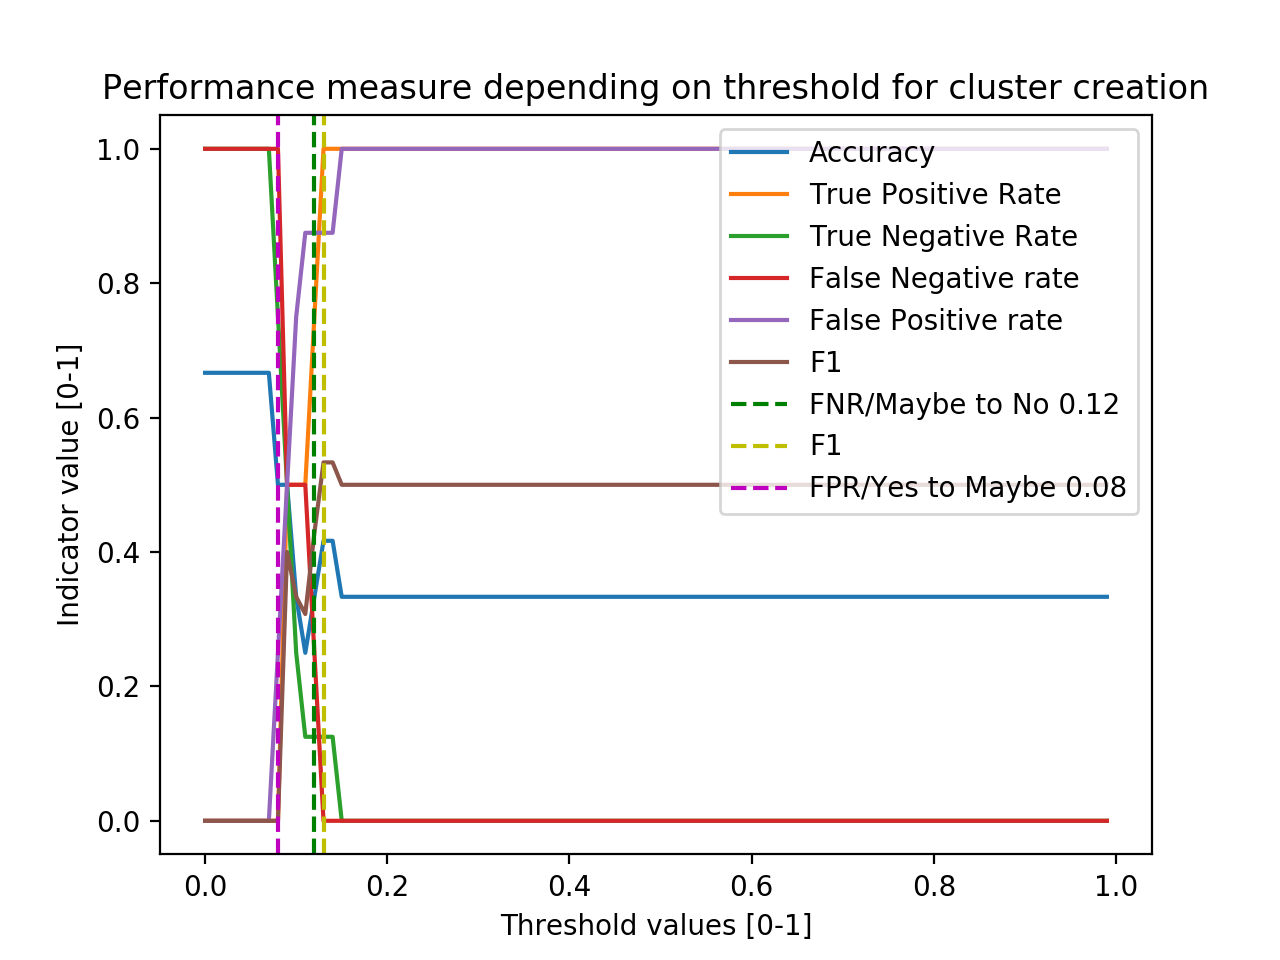 Performance measure depending on threshold for cluster creation
1.0
0.8
0.6
0.4
0.2
0.0
Indicator value [0-1]
Accuracy
True Positive Rate
True Negative Rate
False Negative rate
False Positive rate
F1
FNR/Maybe to No 0.12
F1
FPR/Yes to Maybe 0.08
0.0 0.2 0.4 0.6 0.8 1.0
Threshold values [0-1]